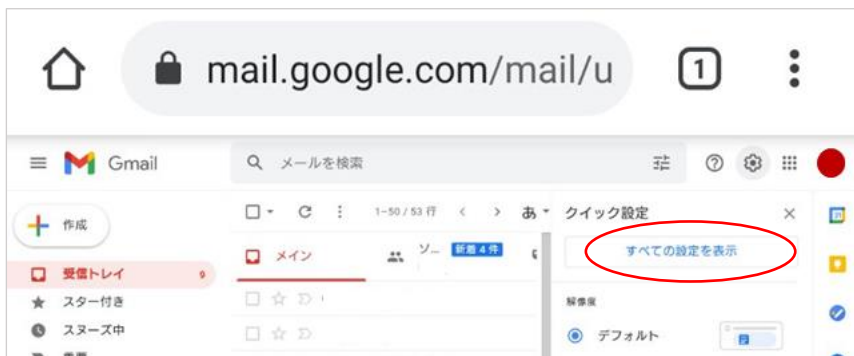 mail.google.com/mail/u
1
Gmail
メールを検索
作成
1–50 / 53 行
あ
クイック設定
メイン
ソ...
新着 4 件
すべての設定を表示
受信トレイ
9
スター付き
解像度
スヌーズ中
デフォルト